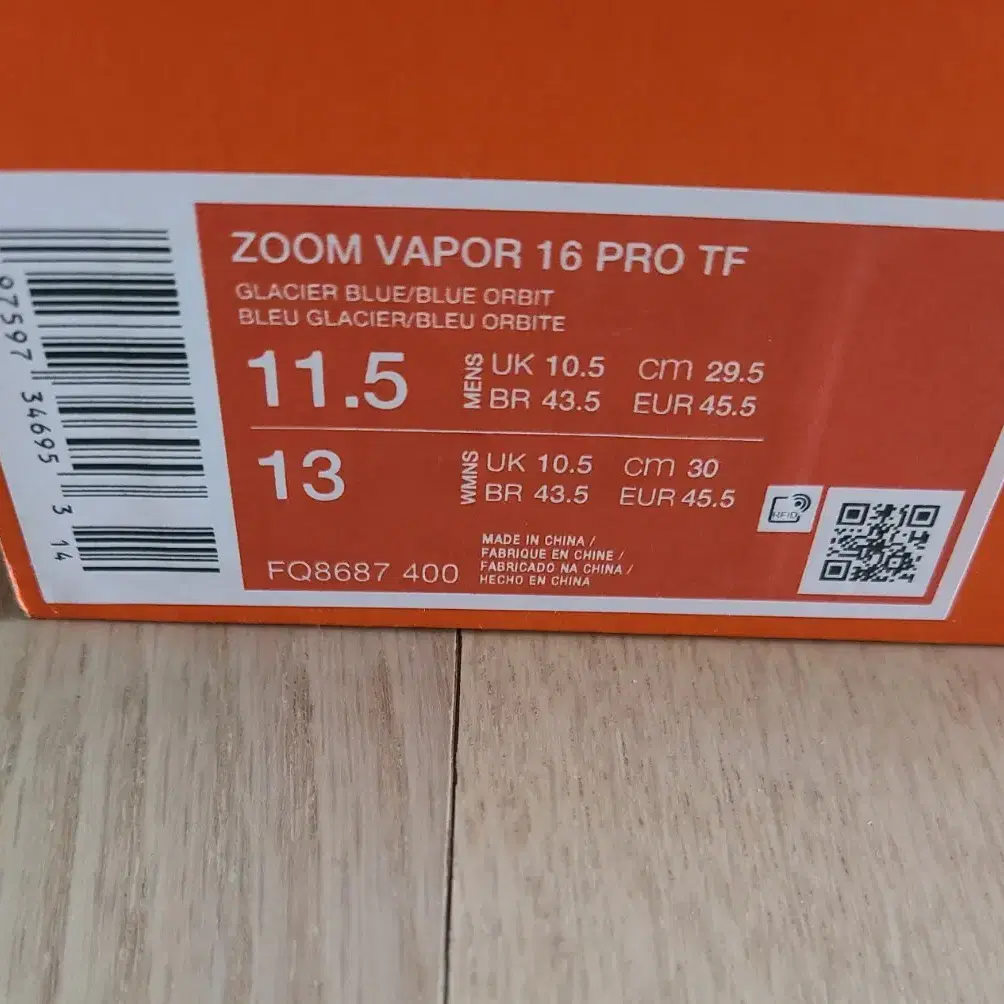 ZOOM VAPOR 16 PRO TF
GLACIER BLUE/BLUE ORBIT
BLEU GLACIER/BLEU ORBITE
11.5 MENS UK 10.5 cm 29.5
BR 43.5 EUR 45.5
13 WMNS UK 10.5 cm 30
BR 43.5 EUR 45.5
RFID
MADE IN CHINA /
FABRIQUE EN CHINE /
FABRICADO NA CHINA /
HECHO EN CHINA
FQ8687 400
97597 34695 3 14